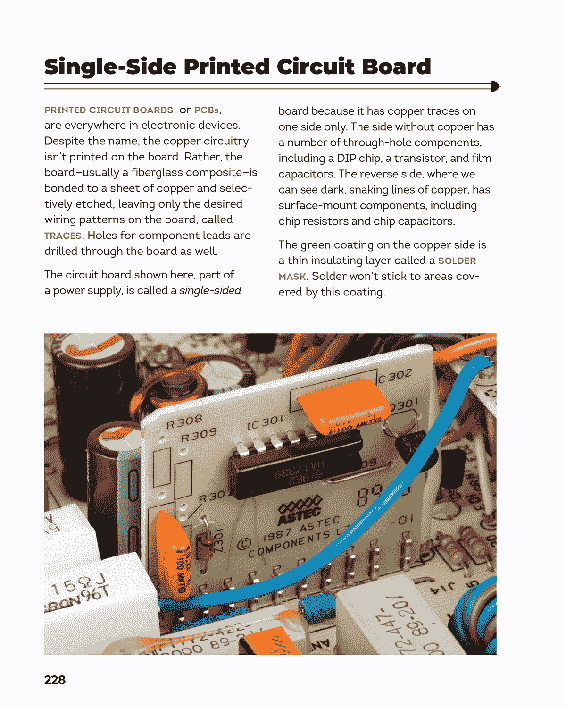 Single-Side Printed Circuit Board
PRINTED CIRCUIT BOARDS, or PCBs,
are everywhere in electronic devices.
Despite the name, the copper circuitry
isn't printed on the board. Rather, the
board—usually a fiberglass composite—is
bonded to a sheet of copper and selec-
tively etched, leaving only the desired
wiring patterns on the board, called
TRACES. Holes for component leads are
drilled through the board as well.
The circuit board shown here, part of
a power supply, is called a single-sided
board because it has copper traces on
one side only. The side without copper has
a number of through-hole components,
including a DIP chip, a transistor, and film
capacitors. The reverse side, where we
can see dark, snaking lines of copper, has
surface-mount components, including
chip resistors and chip capacitors.
The green coating on the copper side is
a thin insulating layer called a SOLDER
MASK. Solder won't stick to areas cov-
ered by this coating.
C 302
R308
IC 301
R309
ASTEC
© 1987 ASTEC
COMPONENTS
Z301
15ΩJ
228